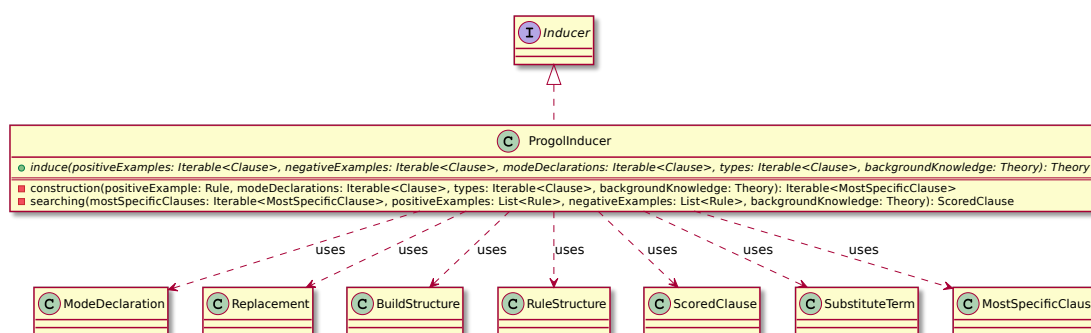 I Inducer
C ProgolInducer
induce(positiveExamples: Iterable<Clause>, negativeExamples: Iterable<Clause>, modeDeclarations: Iterable<Clause>, types: Iterable<Clause>, backgroundKnowledge: Theory): Theory
construction(positiveExample: Rule, modeDeclarations: Iterable<Clause>, types: Iterable<Clause>, backgroundKnowledge: Theory): Iterable<MostSpecificClause>
searching(mostSpecificClauses: Iterable<MostSpecificClause>, positiveExamples: List<Rule>, negativeExamples: List<Rule>, backgroundKnowledge: Theory): ScoredClause
uses uses uses uses uses uses uses
C ModeDeclaration C Replacement C BuildStructure C RuleStructure C ScoredClause C SubstituteTerm C MostSpecificClaus